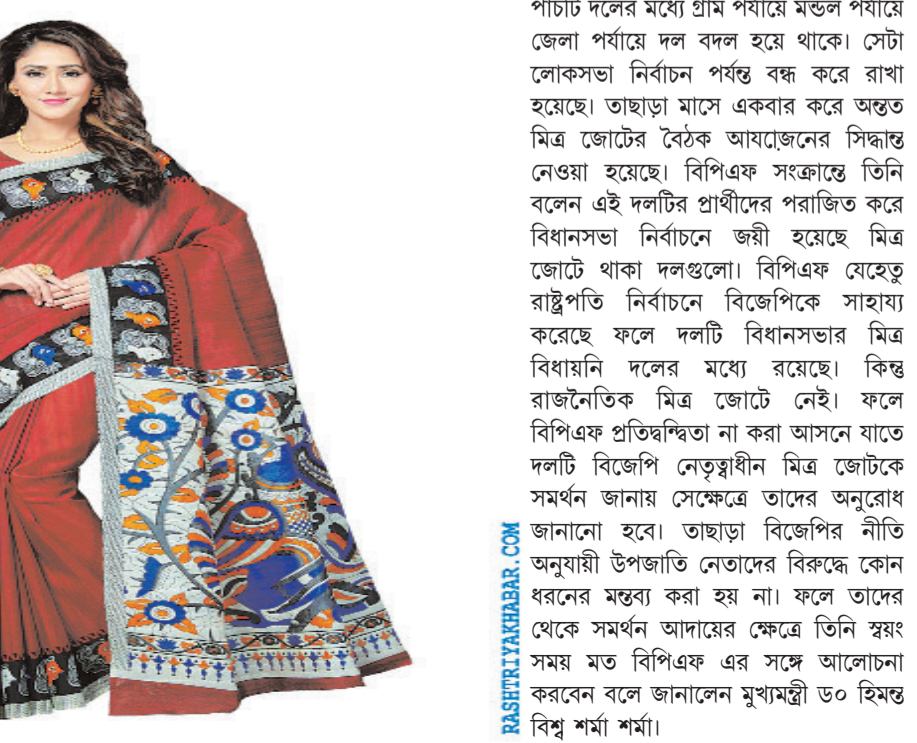 পাঁচটি দলের মধ্যে গ্রাম পর্যায়ে মন্ডল পর্যায়ে
জেলা পর্যায়ে দল বদল হয়ে থাকে। সেটা
লোকসভা নির্বাচন পর্যন্ত বন্ধ করে রাখা
হয়েছে। তাছাড়া মাসে একবার করে অন্তত
মিত্র জোটের বৈঠক আযো়জনের সিদ্ধান্ত
নেওয়া হয়েছে। বিপিএফ সংক্রান্তে তিনি
বলেন এই দলটির প্রার্থীদের পরাজিত করে
বিধানসভা নির্বাচনে জয়ী হয়েছে মিত্র
জোটে থাকা দলগুলো। বিপিএফ যেহেতু
রাষ্ট্রপতি নির্বাচনে বিজেপিকে সাহায্য
করেছে ফলে দলটি বিধানসভার মিত্র
বিধায়নি দলের মধ্যে রয়েছে। কিন্তু
রাজনৈতিক মিত্র জোটে নেই। ফলে
বিপিএফ প্রতিদ্বন্দ্বিতা না করা আসনে যাতে
দলটি বিজেপি নেতৃত্বাধীন মিত্র জোটকে
সমর্থন জানায় সেক্ষেত্রে তাদের অনুরোধ
জানানো হবে। তাছাড়া বিজেপির নীতি
অনুযায়ী উপজাতি নেতাদের বিরুদ্ধে কোন
ধরনের মন্তব্য করা হয় না। ফলে তাদের
থেকে সমর্থন আদায়ের ক্ষেত্রে তিনি স্বয়ং
সময় মত বিপিএফ এর সঙ্গে আলোচনা
করবেন বলে জানালেন মুখ্যমন্ত্রী ড০ হিমন্ত
বিশ্ব শর্মা শর্মা।
RASHTRIYAKHABAR.COM